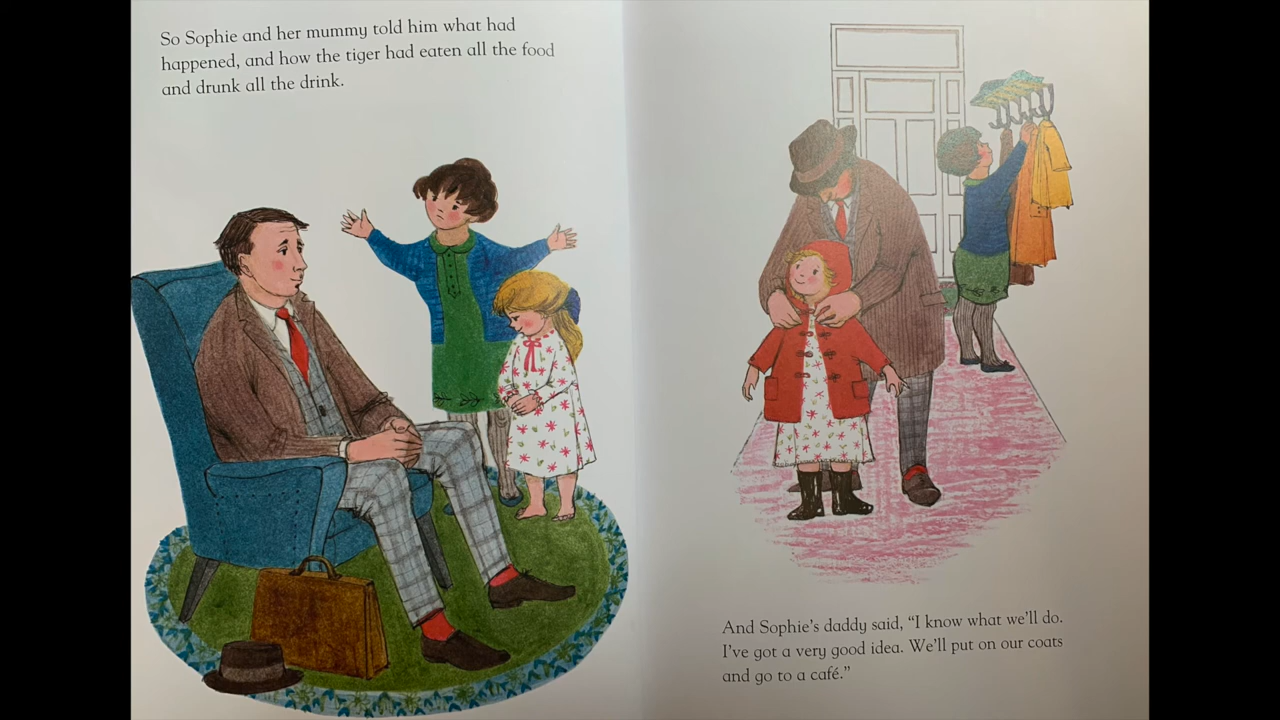 So Sophie and her mummy told him what had
happened, and how the tiger had eaten all the food
and drunk all the drink.
And Sophie’s daddy said, “I know what we’ll do.
I’ve got a very good idea. We’ll put on our coats
and go to a café.”